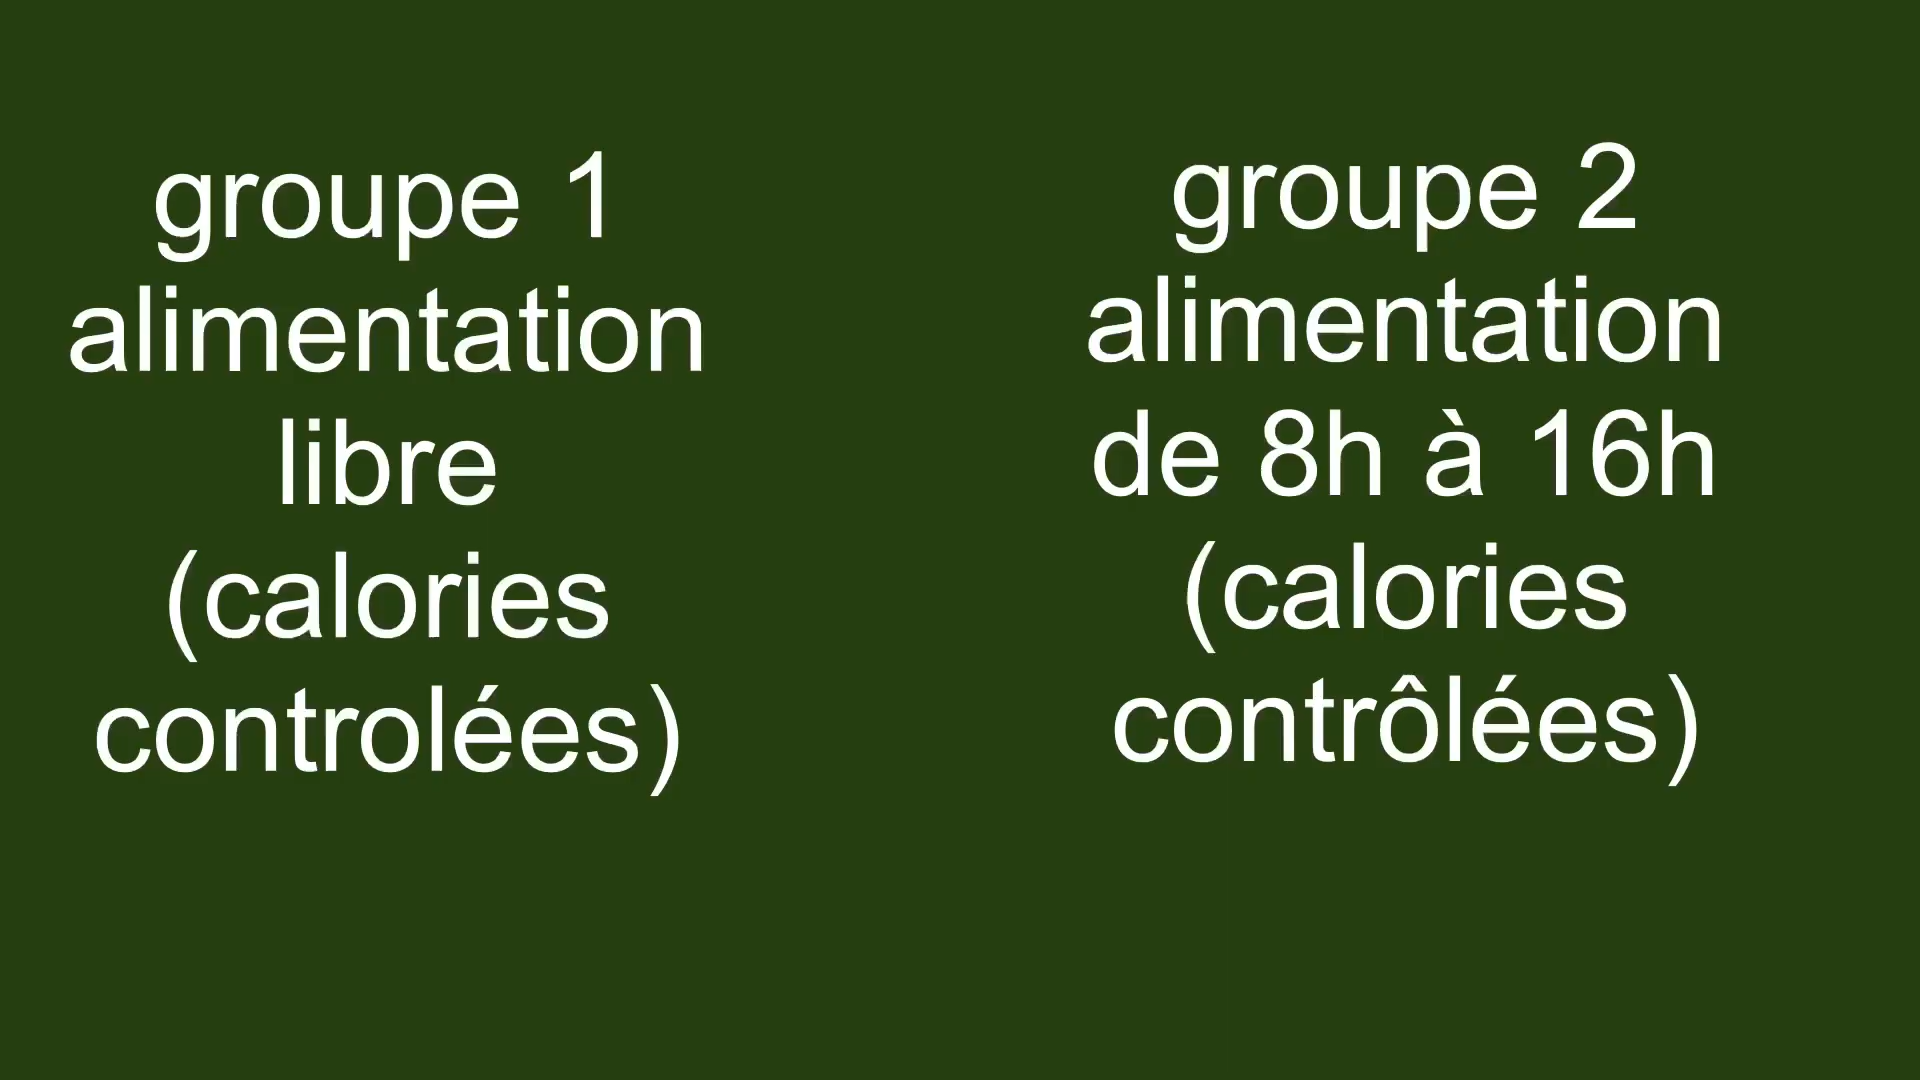 groupe 1
alimentation
libre
(calories
controlées)
groupe 2
alimentation
de 8h à 16h
(calories
contrôlées)